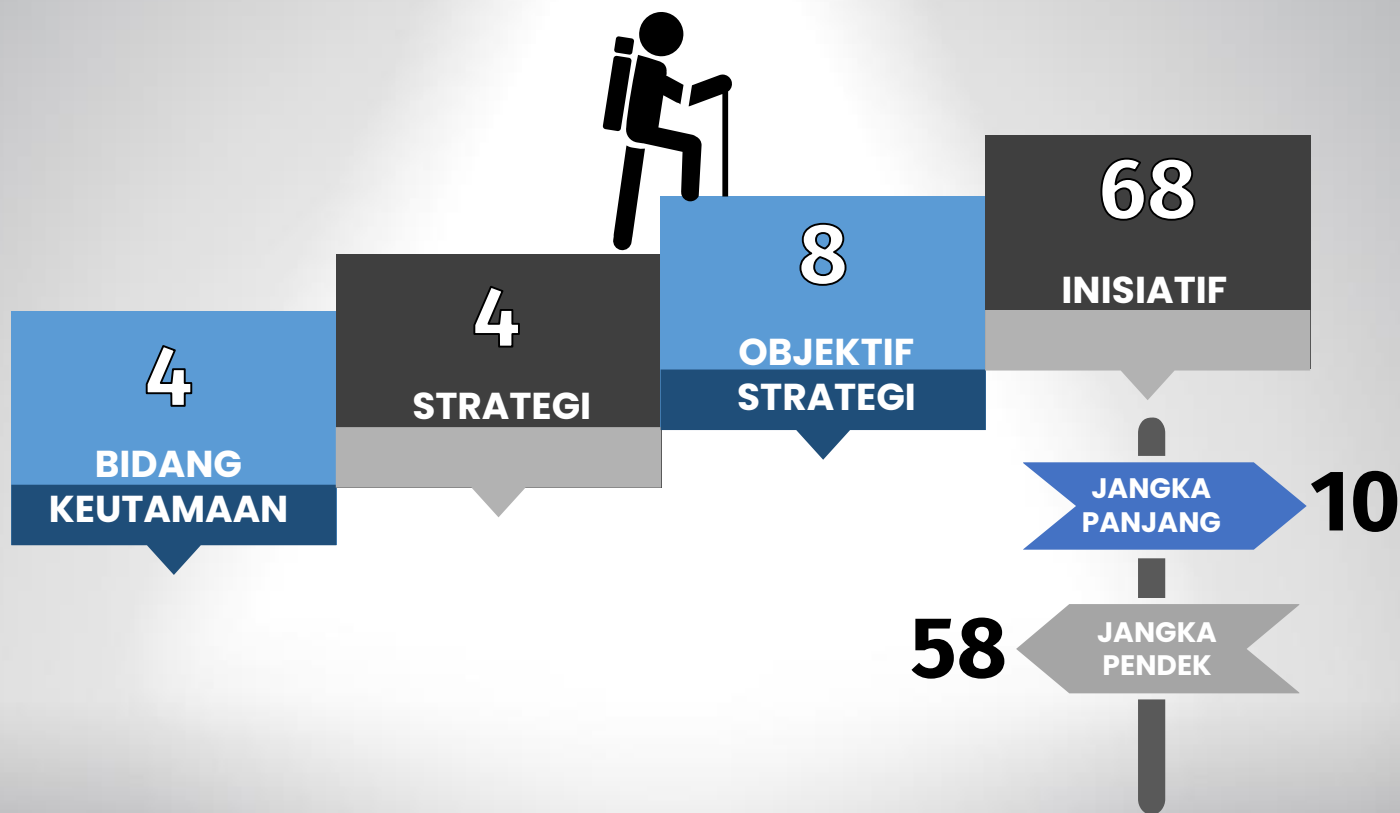 4
BIDANG
KEUTAMAAN
4
STRATEGI
8
OBJEKTIF
STRATEGI
68
INISIATIF
JANGKA
PANJANG
10
58
JANGKA
PENDEK